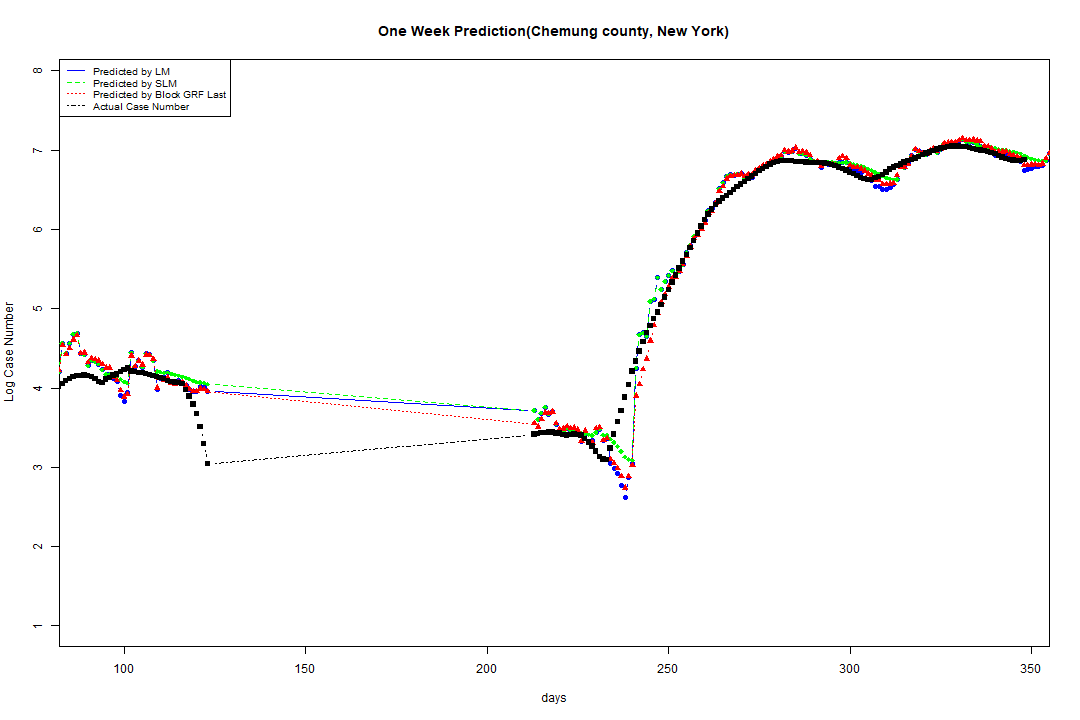 One Week Prediction(Chemung county, New York)
Predicted by LM
Predicted by SLM
Predicted by Block GRF Last
Actual Case Number
8
7
6
5
4
3
2
1
Log Case Number
100
150
200
250
300
350
days